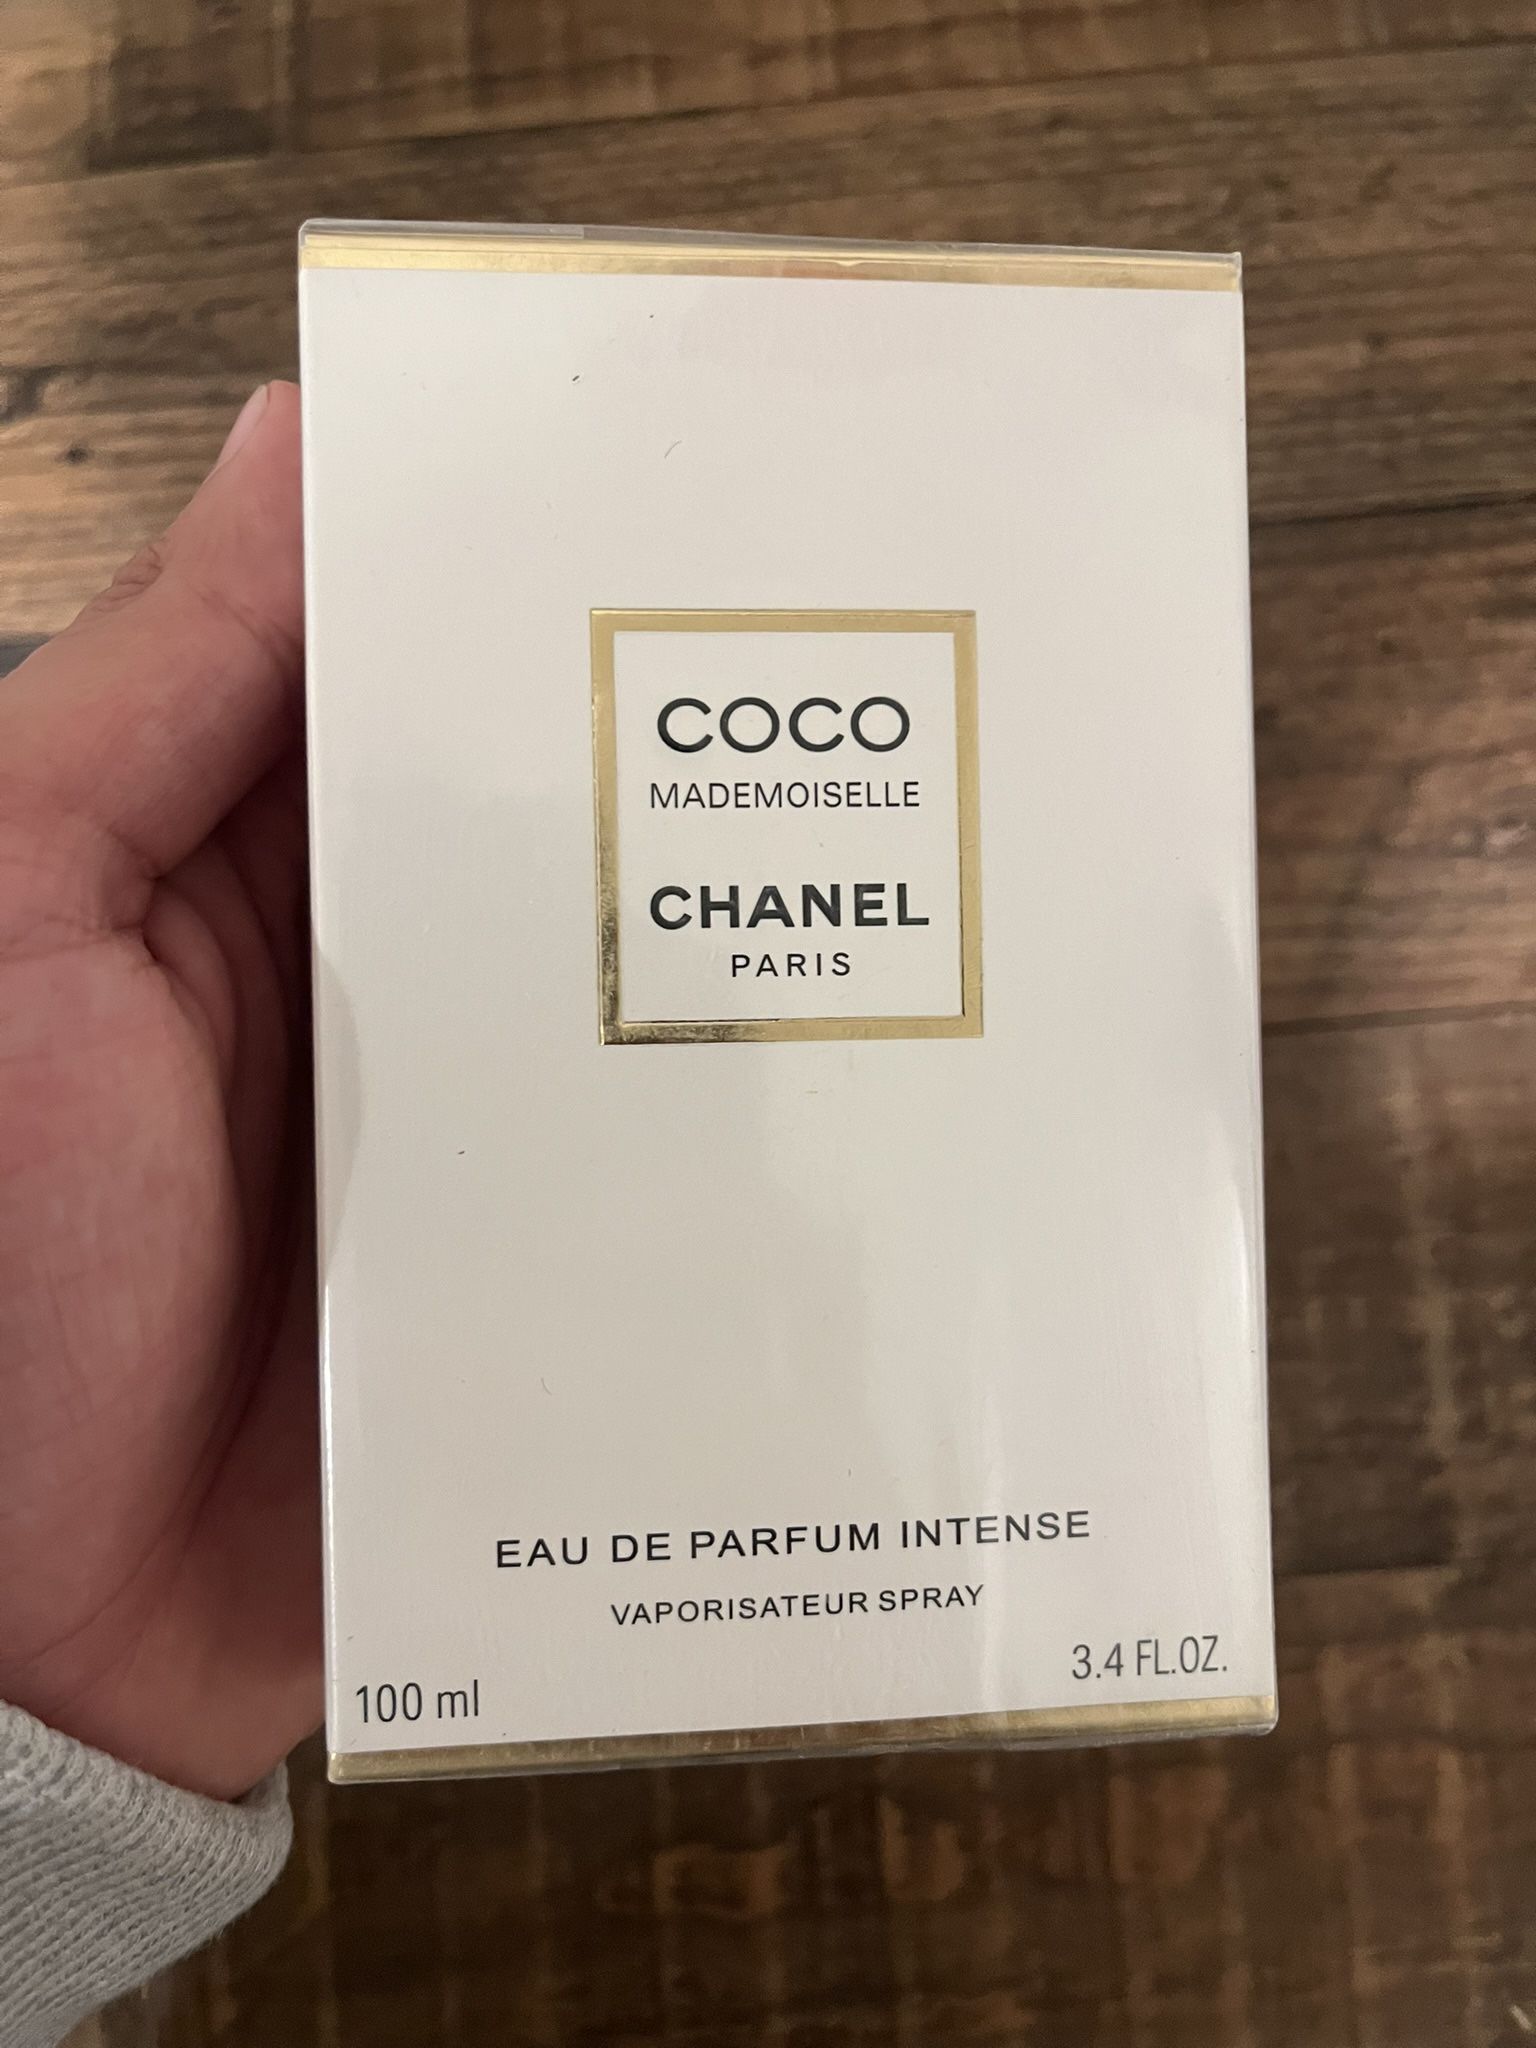 COCO
MADEMOISELLE
CHANEL
PARIS
EAU DE PARFUM INTENSE
VAPORISATEUR SPRAY
100 ml
3.4 FL.OZ.